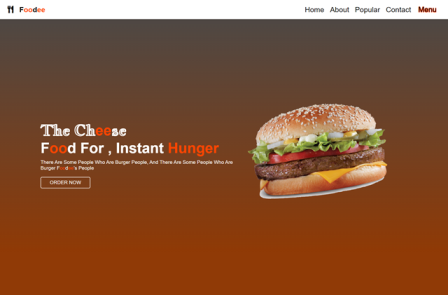 Foodee
Home About Popular Contact Menu
The Cheese
Food For , Instant Hunger
There Are Some People Who Are Burger People, And There Are Some People Who Are
Burger Foodee's People
ORDER NOW